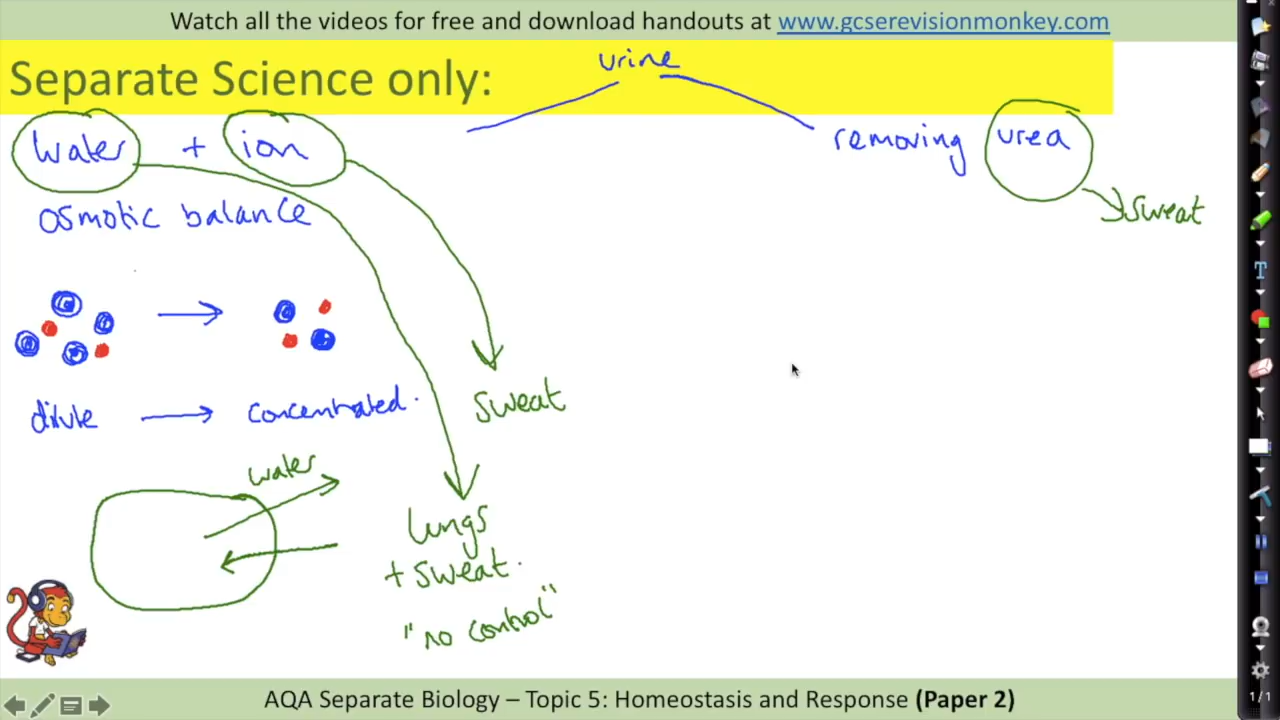 Watch all the videos for free and download handouts at www.gcserevisionmonkey.com
Separate Science only:
urine
water + ion
removing urea
osmotic balance
sweat
dilute → concentrated.
sweat
water
lungs
+ sweat.
"no control"
AQA Separate Biology – Topic 5: Homeostasis and Response (Paper 2)
T
1/1